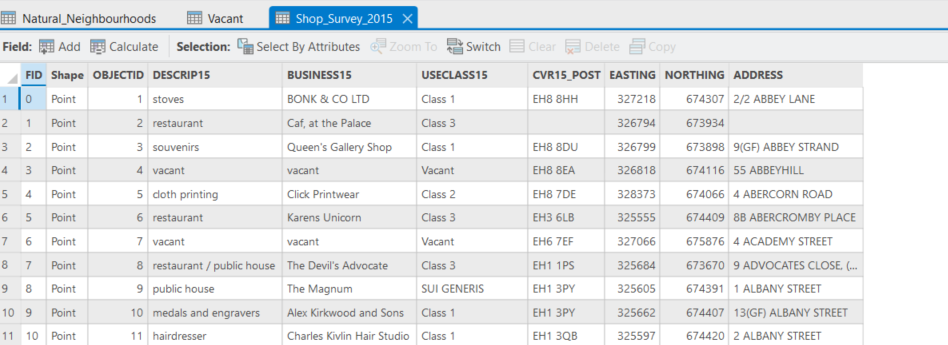 Natural_Neighbourhoods Vacant Shop_Survey_2015
Field: Add Calculate Selection: Select By Attributes Zoom To Switch Clear Delete Copy
FID Shape OBJECTID DESCRIP15 BUSINESS15 USECLASS15 CVR15_POST EASTING NORTHING ADDRESS
1 0 Point 1 stoves BONK & CO LTD Class 1 EH8 8HH 327218 674307 2/2 ABBEY LANE
2 1 Point 2 restaurant Caf, at the Palace Class 3 326794 673934
3 2 Point 3 souvenirs Queen's Gallery Shop Class 1 EH8 8DU 326799 673898 9(GF) ABBEY STRAND
4 3 Point 4 vacant vacant Vacant EH8 8EA 326818 674116 55 ABBEYHILL
5 4 Point 5 cloth printing Click Printwear Class 2 EH8 7DE 328373 674066 4 ABERCORN ROAD
6 5 Point 6 restaurant Karens Unicorn Class 3 EH3 6LB 325555 674409 8B ABERCROMBY PLACE
7 6 Point 7 vacant vacant Vacant EH6 7EF 327066 675876 4 ACADEMY STREET
8 7 Point 8 restaurant / public house The Devil's Advocate Class 3 EH1 1PS 325684 673670 9 ADVOCATES CLOSE, (...
9 8 Point 9 public house The Magnum SUI GENERIS EH1 3PY 325605 674391 1 ALBANY STREET
10 9 Point 10 medals and engravers Alex Kirkwood and Sons Class 1 EH1 3PY 325662 674407 13(GF) ALBANY STREET
11 10 Point 11 hairdresser Charles Kivlin Hair Studio Class 1 EH1 3QB 325597 674420 2 ALBANY STREET